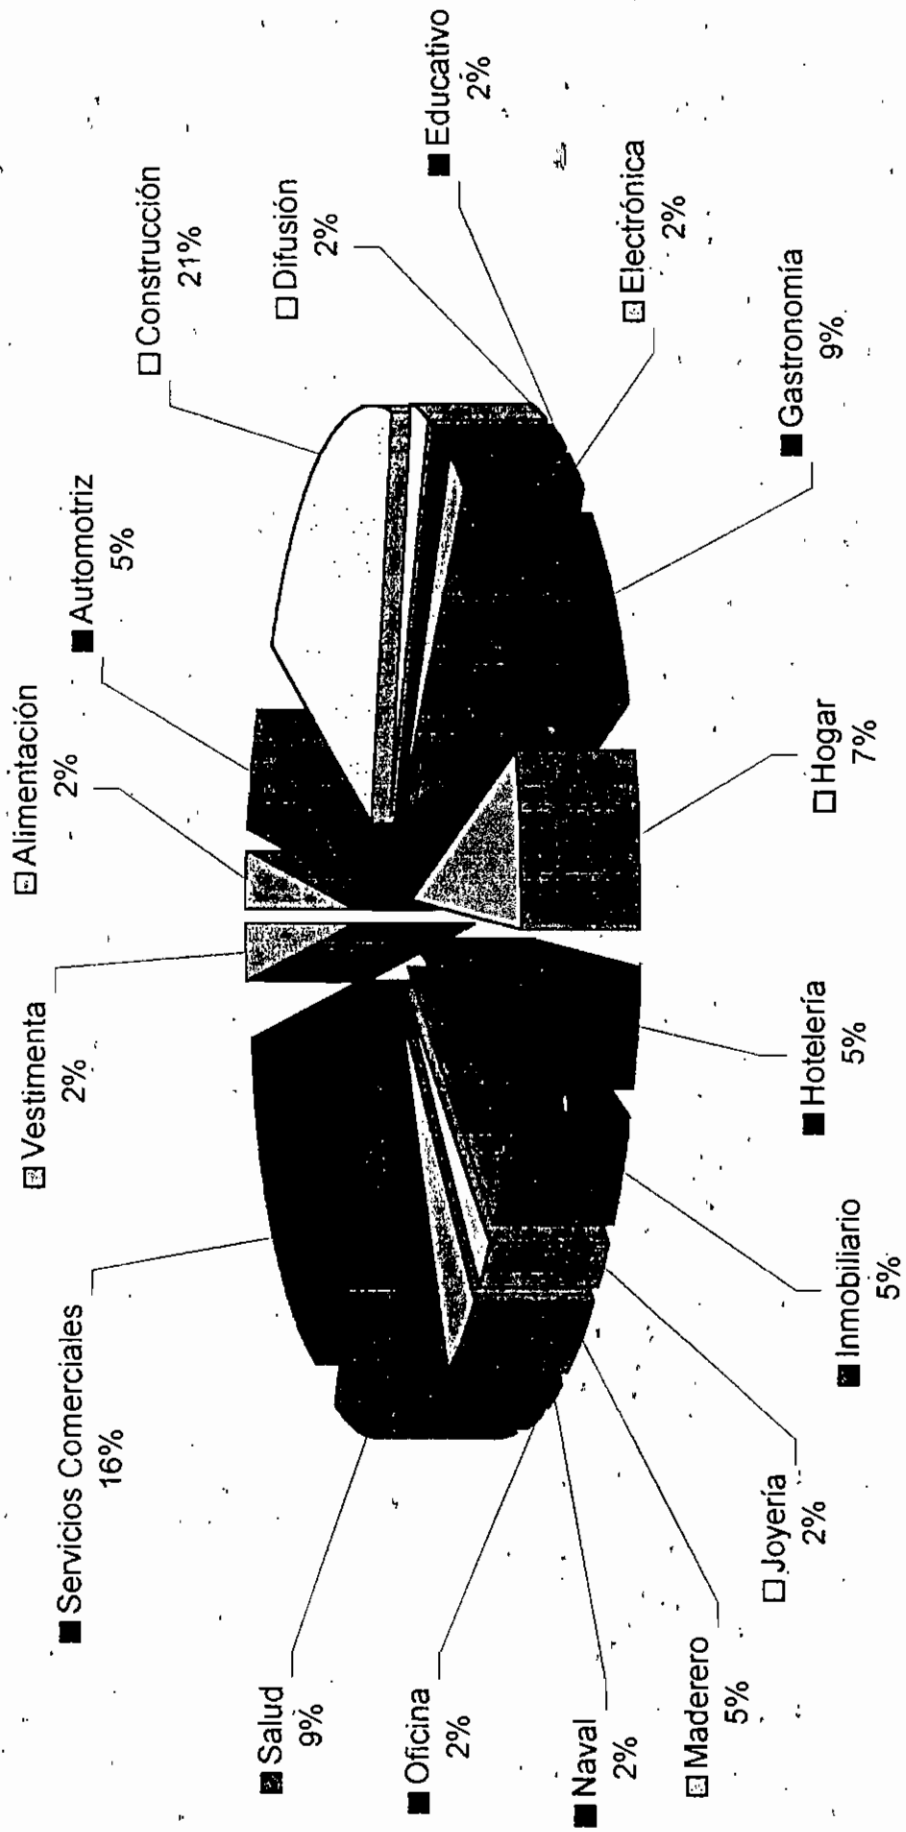 Vestimenta
2%
Alimentación
2%
Automotriz
5%
Construcción
21%
Difusión
2%
Educativo
2%
Electrónica
2%
Gastronomía
9%
Hogar
7%
Hotelería
5%
Inmobiliario
5%
Joyería
2%
Maderero
5%
Naval
2%
Oficina
2%
Salud
9%
Servicios Comerciales
16%